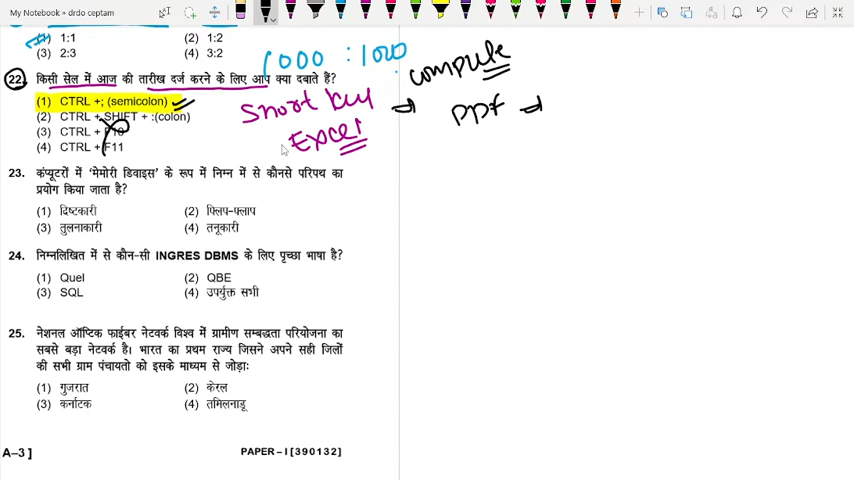 My Notebook › drdo ceptam
(1) 1:1 (2) 1:2
(3) 2:3 (4) 3:2
1000 : 1000
compute
22. किसी सेल में आज की तारीख दर्ज करने के लिए आप क्या दबाते हैं?
(1) CTRL +; (semicolon)
(2) CTRL + SHIFT + :(colon)
(3) CTRL + F10
(4) CTRL + F11
Short key
ppt
Excel
23. कंप्यूटरों में 'मेमोरी डिवाइस' के रूप में निम्न में से कौनसे परिपथ का
प्रयोग किया जाता है?
(1) दिष्टकारी (2) फ्लिप-फ्लाप
(3) तुलनाकारी (4) तनूकारी
24. निम्नलिखित में से कौन-सी INGRES DBMS के लिए पृच्छा भाषा है?
(1) Quel (2) QBE
(3) SQL (4) उपर्युक्त सभी
25. नेशनल ऑप्टिक फाईबर नेटवर्क विश्व में ग्रामीण सम्बद्धता परियोजना का
सबसे बड़ा नेटवर्क है। भारत का प्रथम राज्य जिसने अपने सही जिलों
की सभी ग्राम पंचायतो को इसके माध्यम से जोड़ाः
(1) गुजरात (2) केरल
(3) कर्नाटक (4) तमिलनाडू
A–3] PAPER – I [390132]